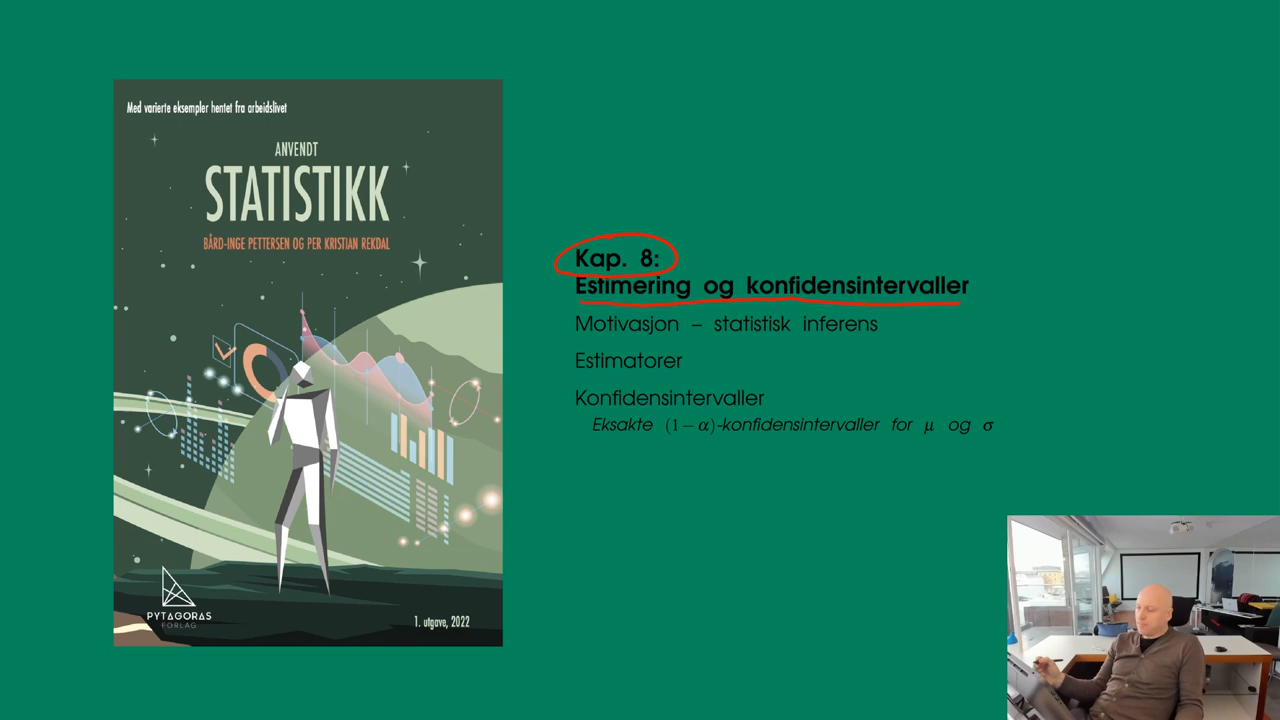 Med varierte eksempler hentet fra arbeidslivet
ANVENDT
STATISTIKK
BÅRD-INGE PETTERSEN OG PER KRISTIAN REKDAL
PYTAGORAS
FORLAG
1. utgave, 2022
Kap. 8:
Estimering og konfidensintervaller
Motivasjon – statistisk inferens
Estimatorer
Konfidensintervaller
Eksakte (1−α)-konfidensintervaller for μ og σ